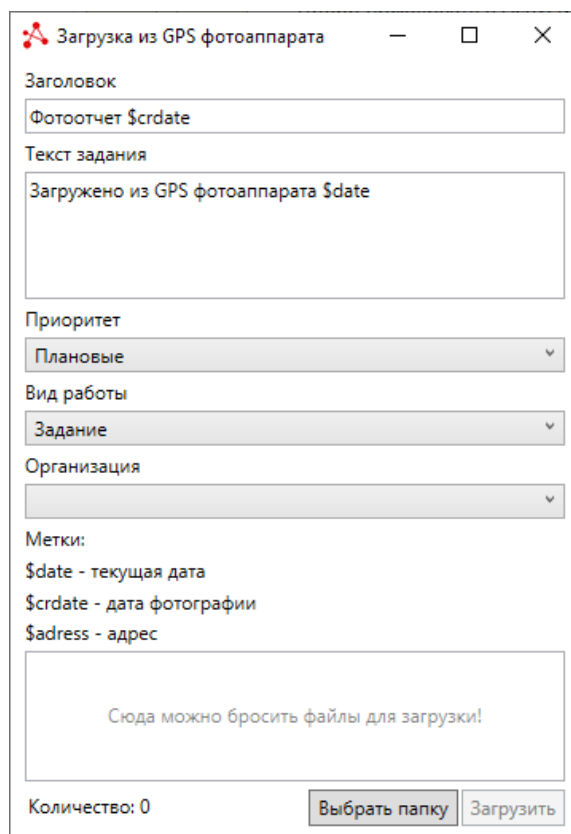 Загрузка из GPS фотоаппарата
Заголовок
Фотоотчет $crdate
Текст задания
Загружено из GPS фотоаппарата $date
Приоритет
Плановые
Вид работы
Задание
Организация
Метки:
$date - текущая дата
$crdate - дата фотографии
$adress - адрес
Сюда можно бросить файлы для загрузки!
Количество: 0 Выбрать папку Загрузить